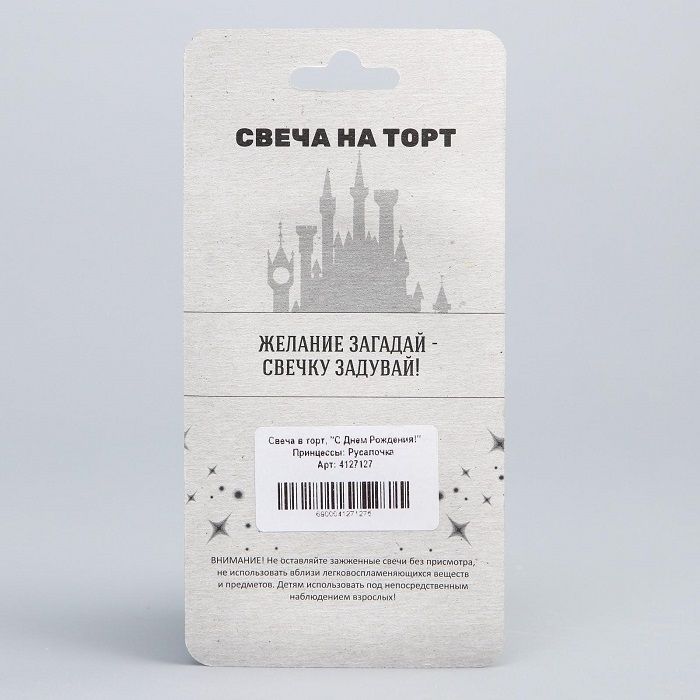 СВЕЧА НА ТОРТ
ЖЕЛАНИЕ ЗАГАДАЙ -
СВЕЧКУ ЗАДУВАЙ!
Свеча в торт, "С Днем Рождения!"
Принцессы: Русалочка
Арт: 4127127
6900041271276
ВНИМАНИЕ! Не оставляйте зажженные свечи без присмотра,
не использовать вблизи легковоспламеняющихся веществ
и предметов. Детям использовать под непосредственным
наблюдением взрослых!